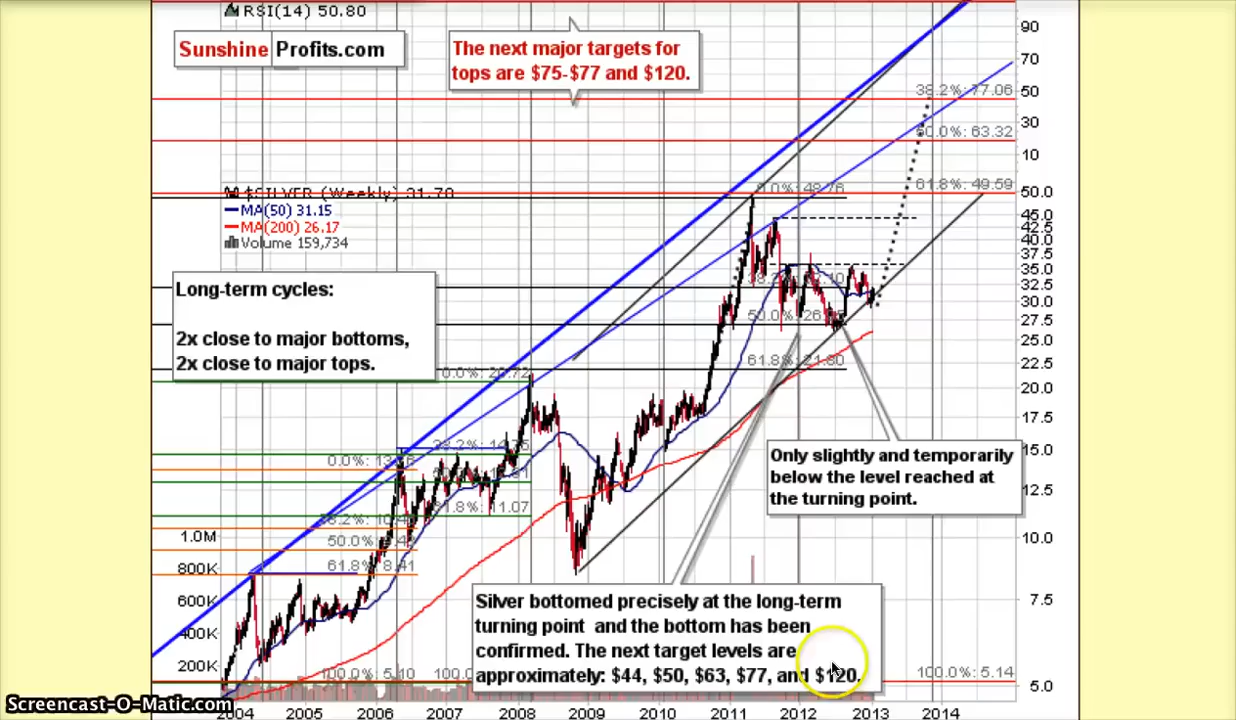 RSI(14) 50.80
Sunshine Profits.com
The next major targets for
tops are $75-$77 and $120.
90
70
50
30
10
38.2%: 77.06
50.0%: 63.32
61.8%: 49.59
$SILVER (Weekly) 31.70
MA(50) 31.15
MA(200) 26.17
Volume 159,734
0.0%: 48.76
50.0
45.0
42.5
40.0
37.5
35.0
32.5
30.0
27.5
25.0
22.5
20.0
17.5
15.0
12.5
10.0
7.5
5.0
Long-term cycles:
2x close to major bottoms,
2x close to major tops.
61.8%: 21.80
0.0%: 20.72
61.8%: 11.07
50.0%
61.8%: 8.41
Only slightly and temporarily
below the level reached at
the turning point.
1.0M
800K
600K
400K
200K
Silver bottomed precisely at the long-term
turning point and the bottom has been
confirmed. The next target levels are
approximately: $44, $50, $63, $77, and $120.
100.0%: 5.14
2004 2005 2006 2007 2008 2009 2010 2011 2012 2013 2014
Screencast-O-Matic.com